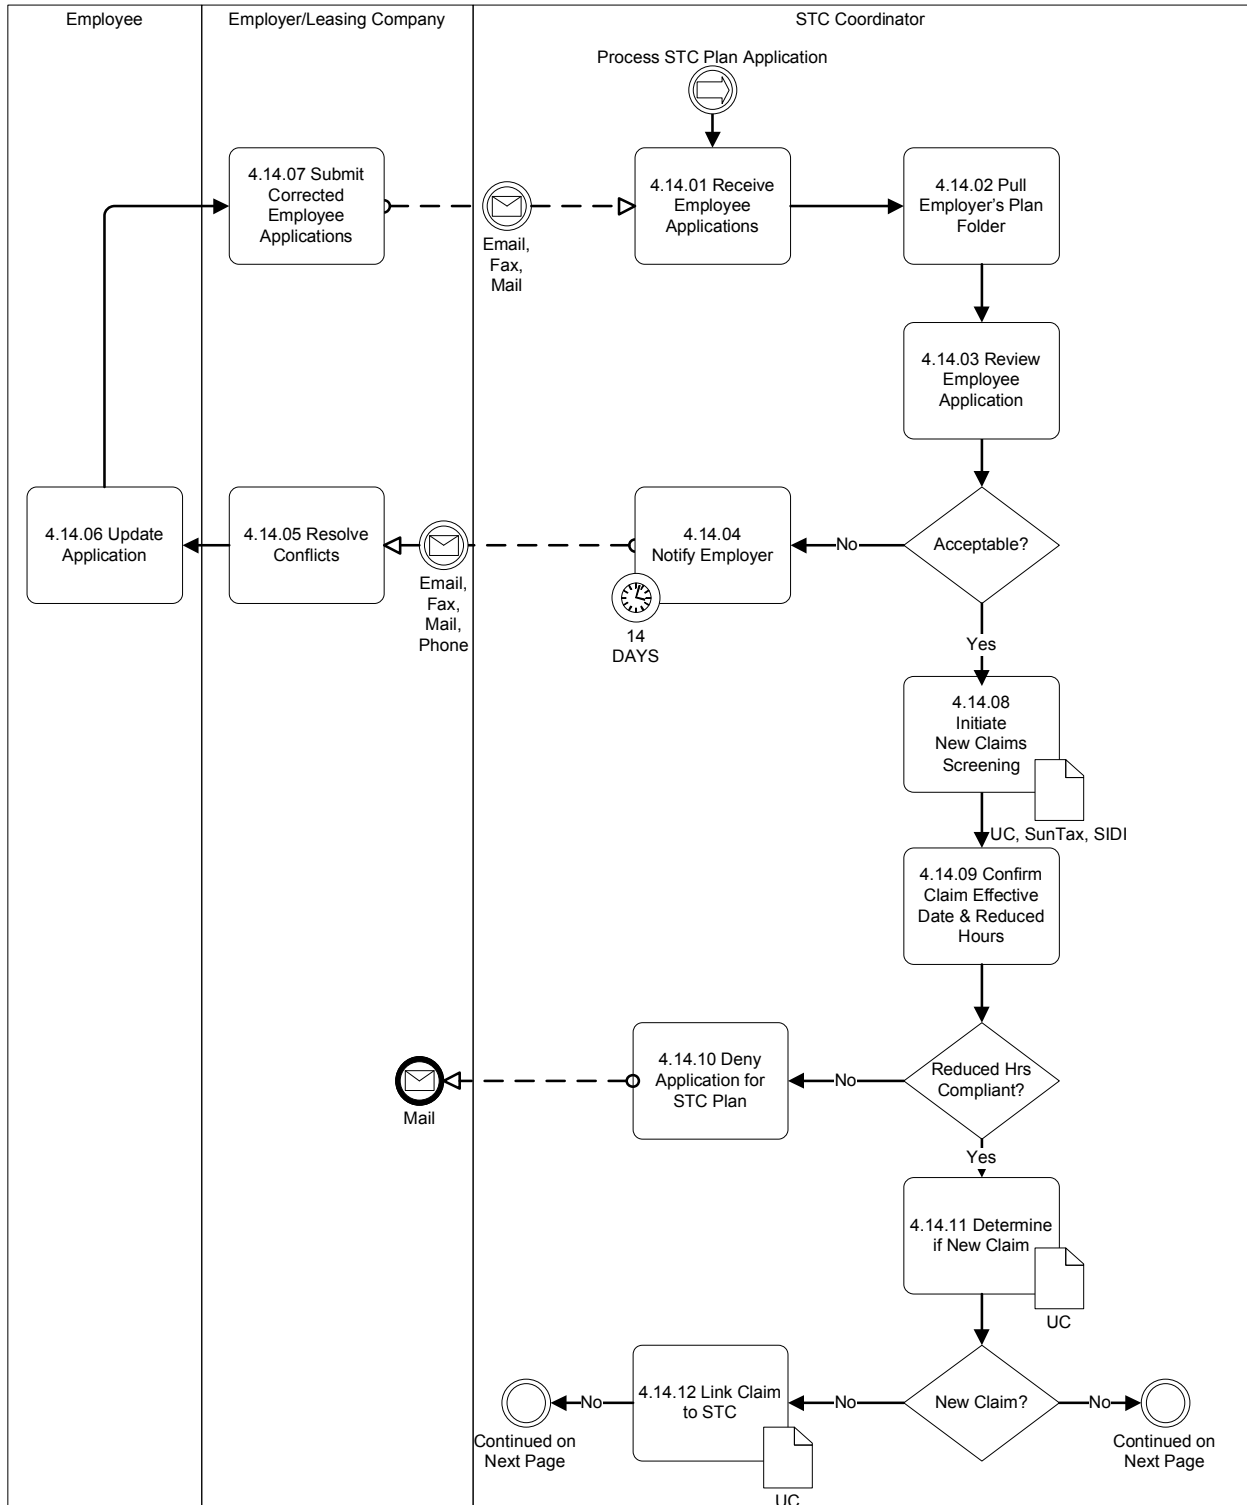 Employee
Employer/Leasing Company
STC Coordinator
Process STC Plan Application
4.14.07 Submit
Corrected
Employee
Applications
Email,
Fax,
Mail
4.14.01 Receive
Employee
Applications
4.14.02 Pull
Employer's Plan
Folder
4.14.03 Review
Employee
Application
4.14.06 Update
Application
4.14.05 Resolve
Conflicts
Email,
Fax,
Mail,
Phone
4.14.04
Notify Employer
14
DAYS
No
Acceptable?
Yes
4.14.08
Initiate
New Claims
Screening
UC, SunTax, SIDI
4.14.09 Confirm
Claim Effective
Date & Reduced
Hours
Mail
4.14.10 Deny
Application for
STC Plan
No
Reduced Hrs
Compliant?
Yes
4.14.11 Determine
if New Claim
UC
Continued on
Next Page
No
4.14.12 Link Claim
to STC
UC
No
New Claim?
No
Continued on
Next Page